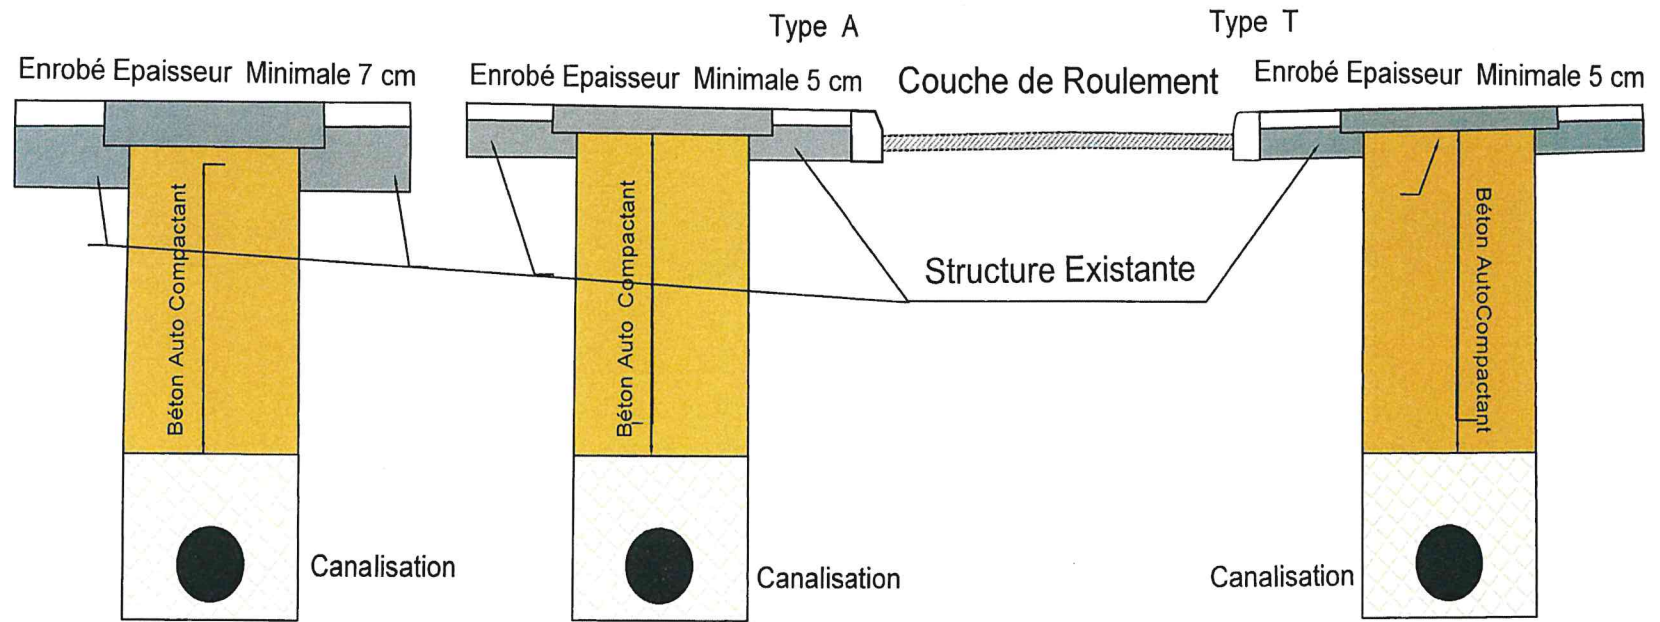 Type A
Type T
Enrobé Epaisseur Minimale 7 cm
Enrobé Epaisseur Minimale 5 cm
Couche de Roulement
Enrobé Epaisseur Minimale 5 cm
Béton Auto Compactant
Béton Auto Compactant
Béton AutoCompactant
Structure Existante
Canalisation
Canalisation
Canalisation